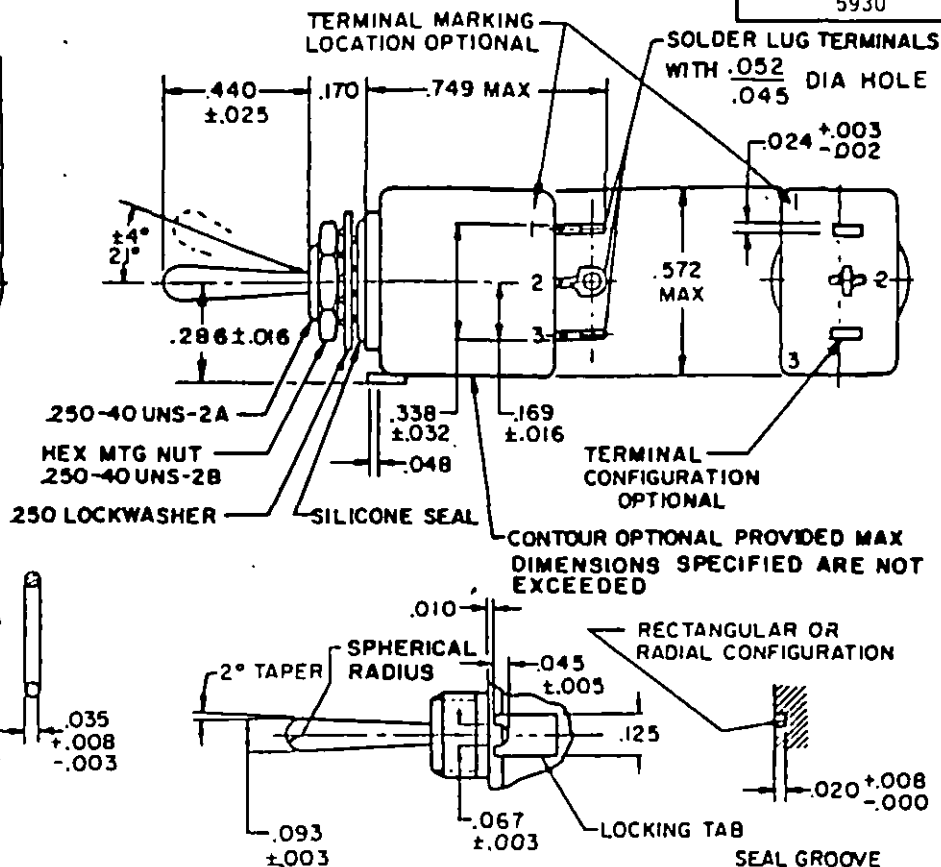 5930
TERMINAL MARKING
LOCATION OPTIONAL
SOLDER LUG TERMINALS
WITH .052/.045 DIA HOLE
.440
±.025
.170
.749 MAX
.024 +.003
-.002
±4°
21°
1
2
3
.572
MAX
1
2
3
.286±.016
.250-40 UNS-2A
HEX MTG NUT
.250-40 UNS-2B
.250 LOCKWASHER
SILICONE SEAL
.338
±.032
.169
±.016
.048
TERMINAL
CONFIGURATION
OPTIONAL
CONTOUR OPTIONAL PROVIDED MAX
DIMENSIONS SPECIFIED ARE NOT
EXCEEDED
.010
RECTANGULAR OR
RADIAL CONFIGURATION
2° TAPER
SPHERICAL
RADIUS
.045
±.005
.035
+.008
-.003
.125
.020 +.008
-.000
.093
±.003
.067
±.003
LOCKING TAB
SEAL GROOVE